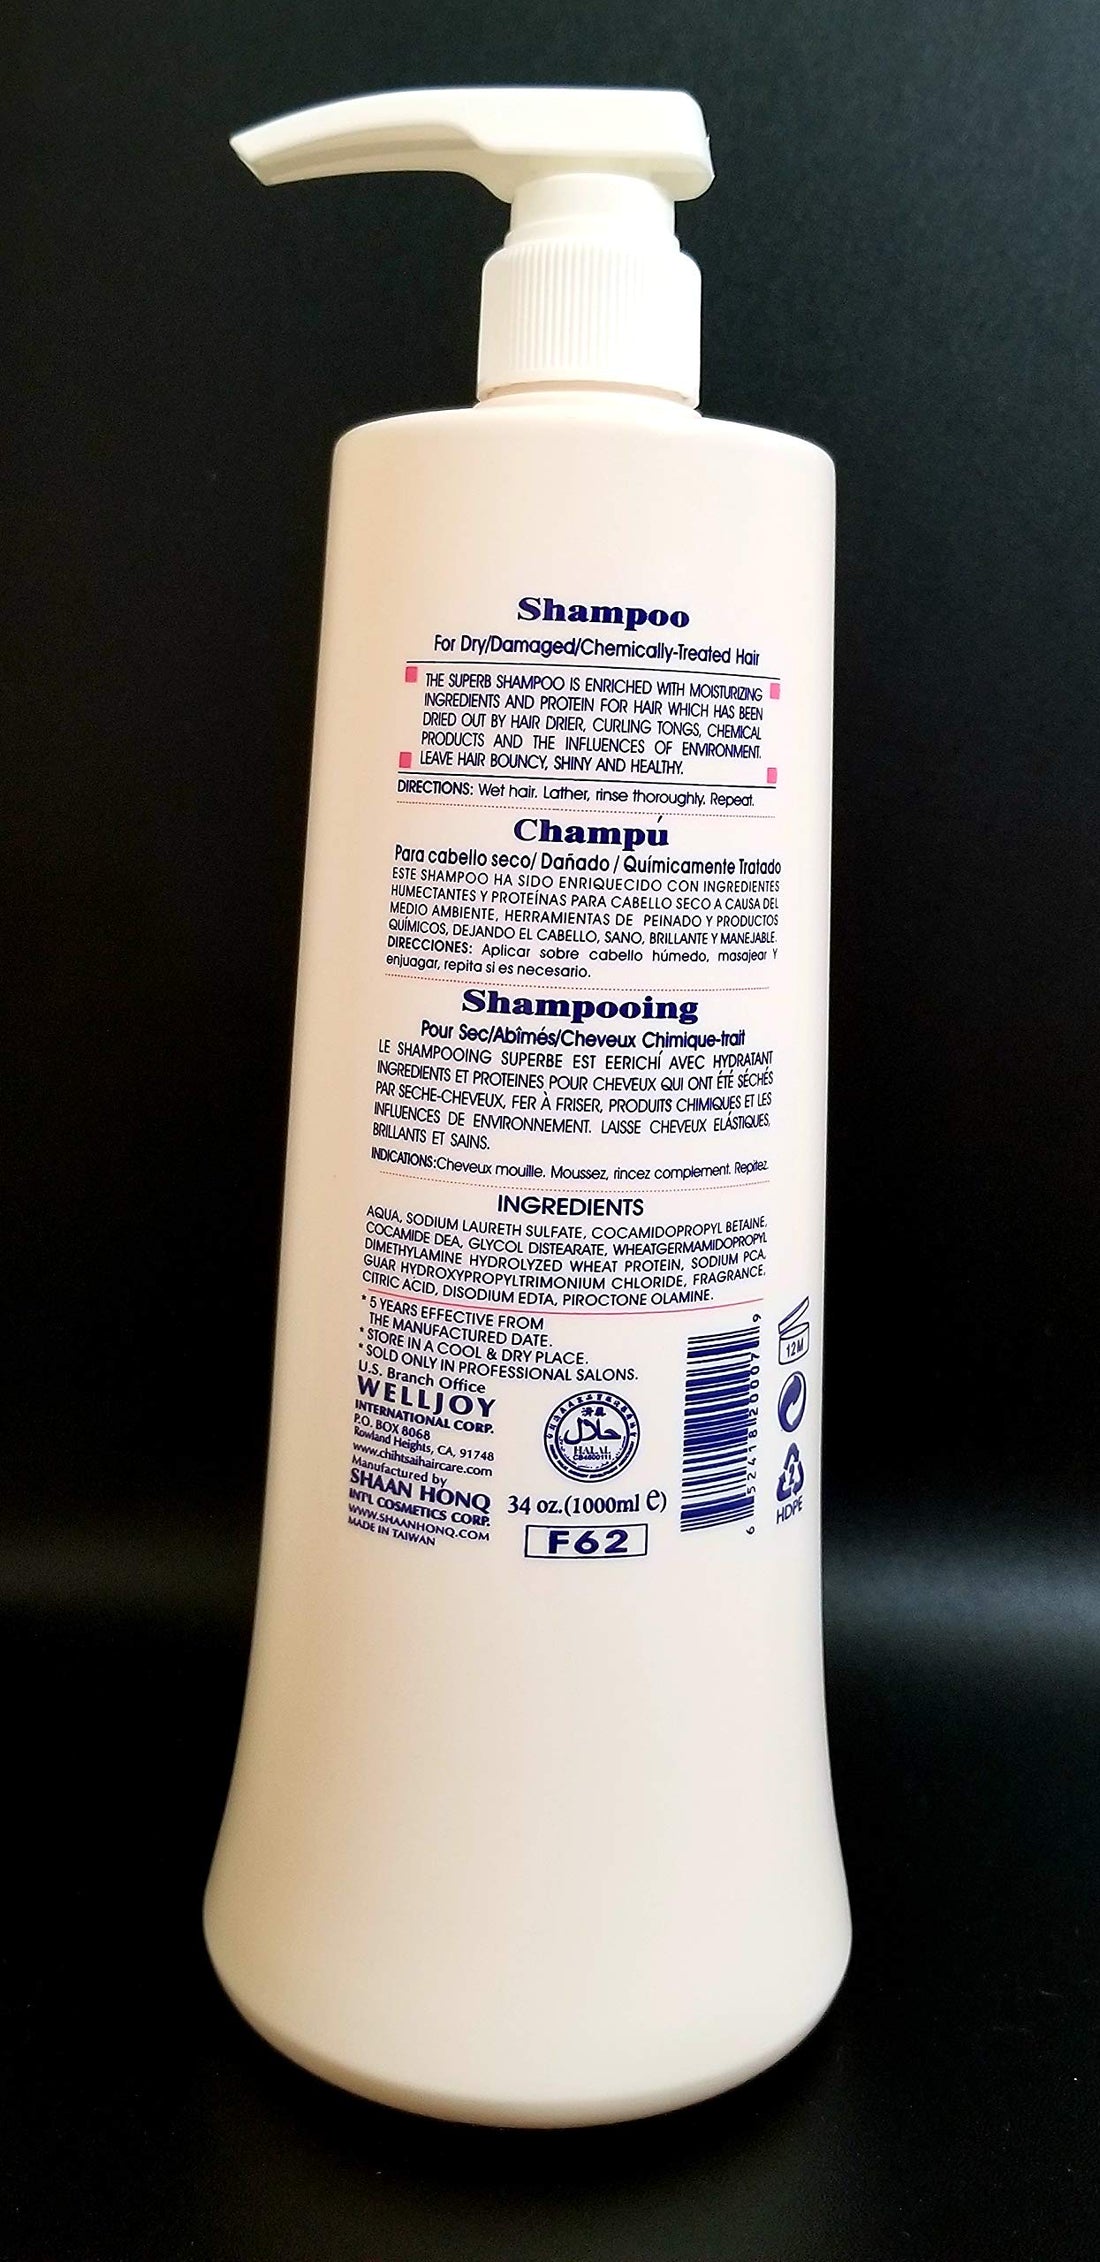 Shampoo
For Dry/Damaged/Chemically-Treated Hair
THE SUPERB SHAMPOO IS ENRICHED WITH MOISTURIZING
INGREDIENTS AND PROTEIN FOR HAIR WHICH HAS BEEN
DRIED OUT BY HAIR DRIER, CURLING TONGS, CHEMICAL
PRODUCTS AND THE INFLUENCES OF ENVIRONMENT.
LEAVE HAIR BOUNCY, SHINY AND HEALTHY.
DIRECTIONS: Wet hair. Lather, rinse thoroughly. Repeat.
Champú
Para cabello seco/ Dañado / Químicamente Tratado
ESTE SHAMPOO HA SIDO ENRIQUECIDO CON INGREDIENTES
HUMECTANTES Y PROTEÍNAS PARA CABELLO SECO A CAUSA DEL
MEDIO AMBIENTE, HERRAMIENTAS DE PEINADO Y PRODUCTOS
QUÍMICOS, DEJANDO EL CABELLO, SANO, BRILLANTE Y MANEJABLE.
DIRECCIONES: Aplicar sobre cabello húmedo, masajear Y
enjuagar, repita si es necesario.
Shampooing
Pour Sec/Abîmés/Cheveux Chimique-trait
LE SHAMPOOING SUPERBE EST EERICHÍ AVEC HYDRATANT
INGREDIENTS ET PROTEINES POUR CHEVEUX QUI ONT ÉTÉ SÉCHÉS
PAR SECHE-CHEVEUX, FER À FRISER, PRODUITS CHIMIQUES ET LES
INFLUENCES DE ENVIRONNEMENT. LAISSE CHEVEUX ELÁSTIQUES,
BRILLANTS ET SAINS.
INDICATIONS:Cheveux mouille. Moussez, rincez complement. Repitez.
INGREDIENTS
AQUA, SODIUM LAURETH SULFATE, COCAMIDOPROPYL BETAINE,
COCAMIDE DEA, GLYCOL DISTEARATE, WHEATGERMAMIDOPROPYL
DIMETHYLAMINE HYDROLYZED WHEAT PROTEIN, SODIUM PCA,
GUAR HYDROXYPROPYLTRIMONIUM CHLORIDE, FRAGRANCE,
CITRIC ACID, DISODIUM EDTA, PIROCTONE OLAMINE.
* 5 YEARS EFFECTIVE FROM
THE MANUFACTURED DATE.
* STORE IN A COOL & DRY PLACE.
* SOLD ONLY IN PROFESSIONAL SALONS.
U.S. Branch Office
WELLJOY
INTERNATIONAL CORP.
P.O. BOX 8068
Rowland Heights, CA, 91748
www.chihtsaihaircare.com
Manufactured by
SHAAN HONQ
INT'L COSMETICS CORP.
WWW.SHAANHONQ.COM
MADE IN TAIWAN
حلال
HALAL
34 oz.(1000ml e)
F62
6 52418 20007 9
12M
2
HDPE